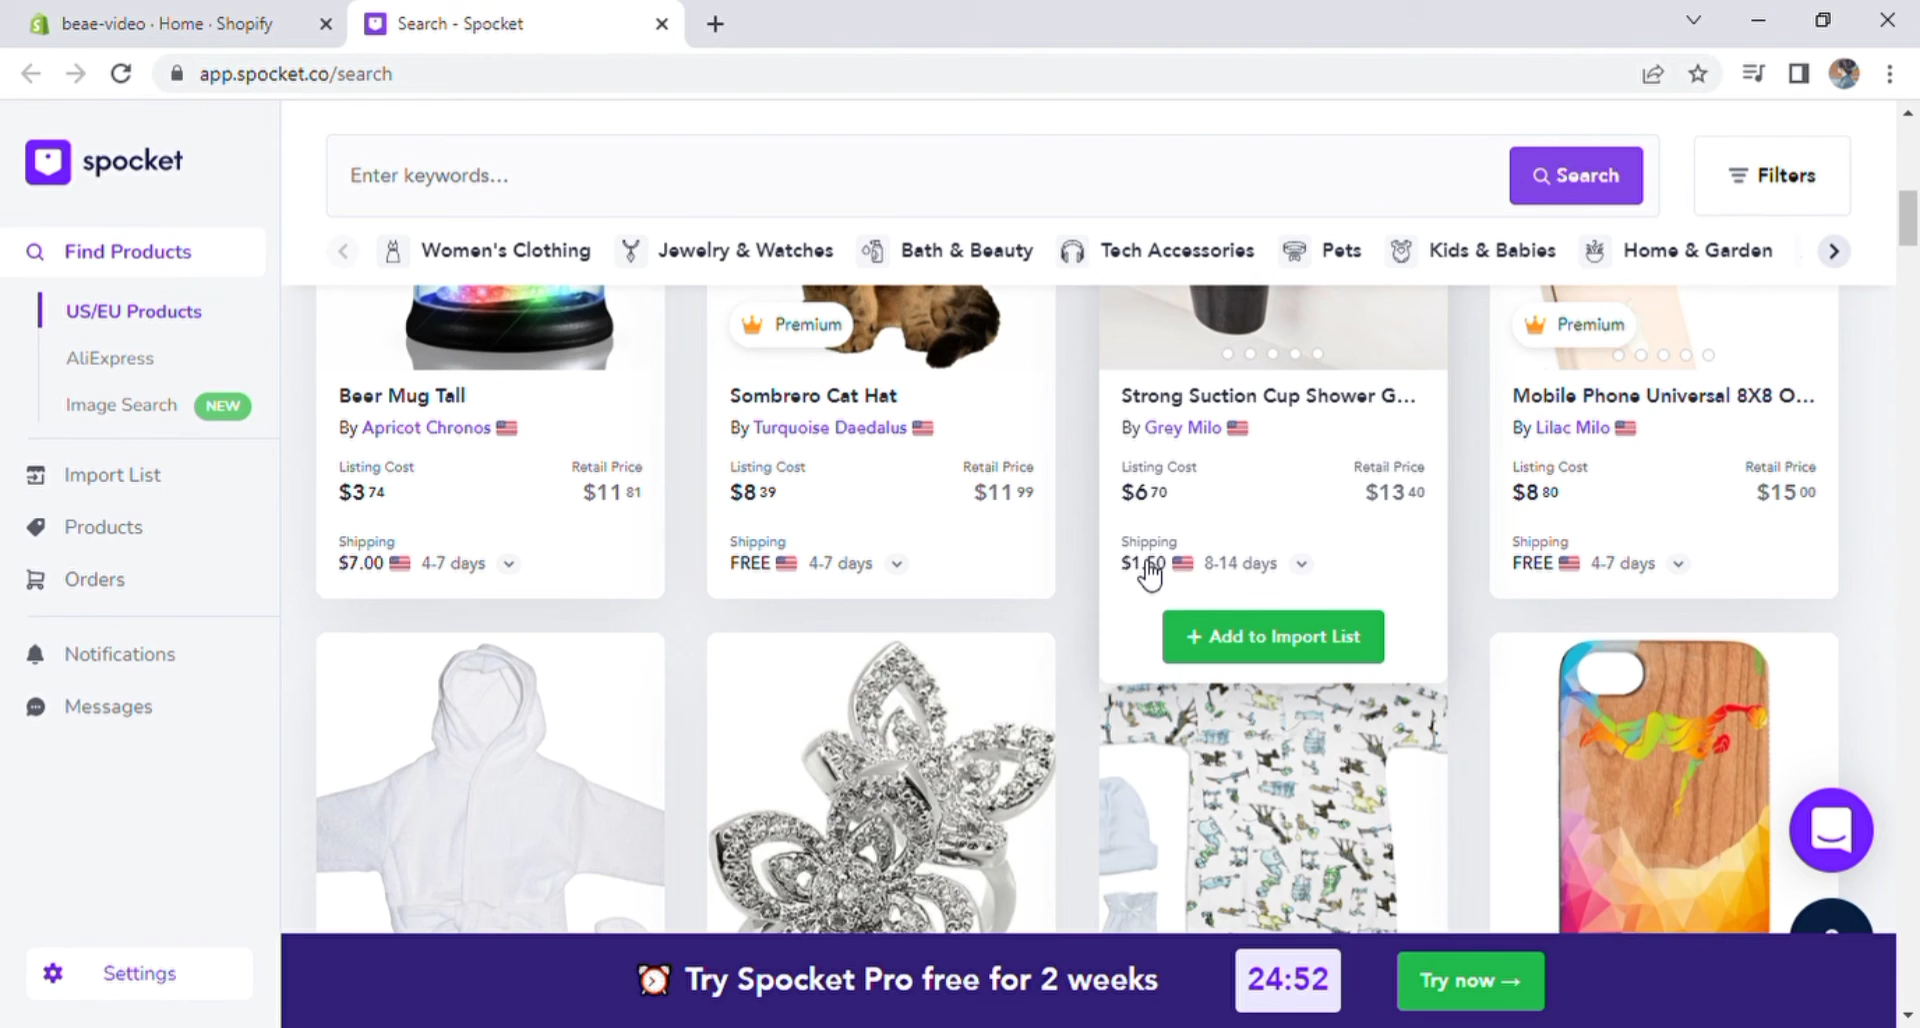 beae-video · Home · Shopify
Search - Spocket
app.spocket.co/search
spocket
Enter keywords...
Search
Filters
Find Products
Women's Clothing
Jewelry & Watches
Bath & Beauty
Tech Accessories
Pets
Kids & Babies
Home & Garden
US/EU Products
AliExpress
Image Search NEW
Import List
Products
Orders
Notifications
Messages
Settings
Premium
Premium
Beer Mug Tall
By Apricot Chronos
Listing Cost Retail Price
$3 74 $11 81
Shipping
$7.00 4-7 days
Sombrero Cat Hat
By Turquoise Daedalus
Listing Cost Retail Price
$8 39 $11 99
Shipping
FREE 4-7 days
Strong Suction Cup Shower G...
By Grey Milo
Listing Cost Retail Price
$6 70 $13 40
Shipping
$1.50 8-14 days
+ Add to Import List
Mobile Phone Universal 8X8 O...
By Lilac Milo
Listing Cost Retail Price
$8 80 $15 00
Shipping
FREE 4-7 days
Try Spocket Pro free for 2 weeks
24:52
Try now →